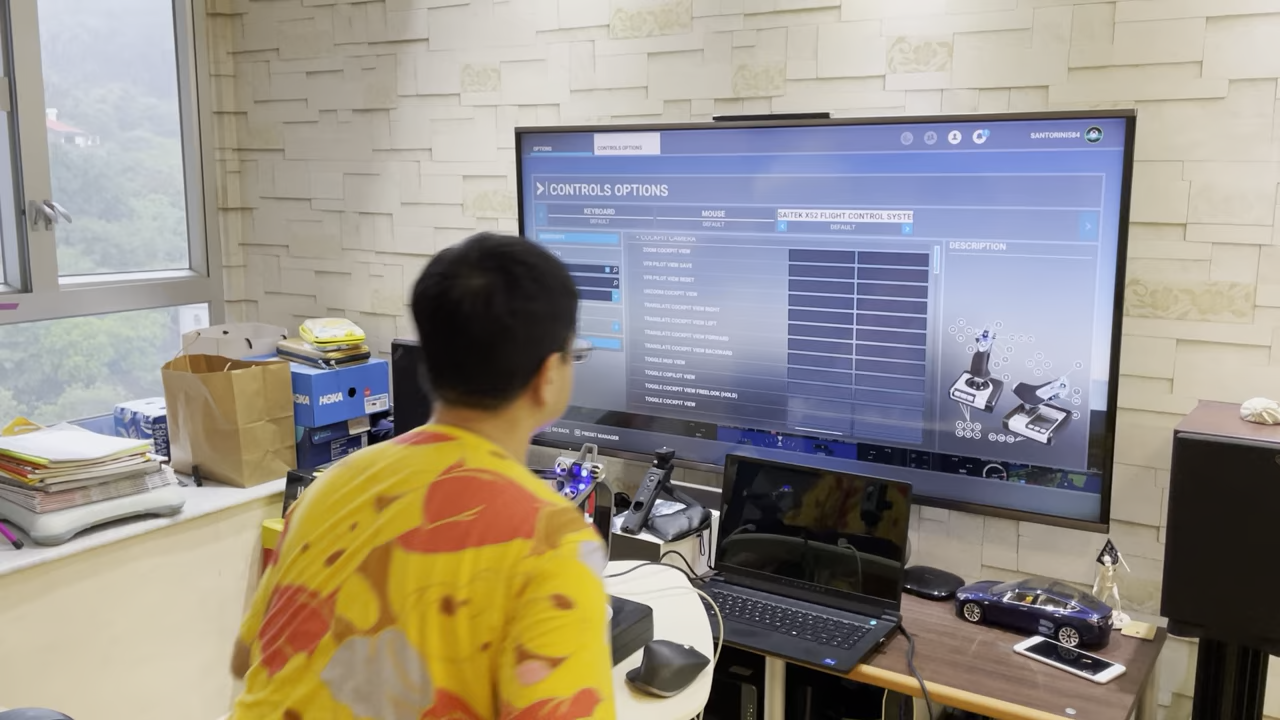 OPTIONS
CONTROLS OPTIONS
SANTORINI584
CONTROLS OPTIONS
KEYBOARD
DEFAULT
MOUSE
DEFAULT
SAITEK X52 FLIGHT CONTROL SYSTE
DEFAULT
COCKPIT CAMERA
DESCRIPTION
ZOOM COCKPIT VIEW
VFR PILOT VIEW SAVE
VFR PILOT VIEW RESET
UNZOOM COCKPIT VIEW
TRANSLATE COCKPIT VIEW RIGHT
TRANSLATE COCKPIT VIEW LEFT
TRANSLATE COCKPIT VIEW FORWARD
TRANSLATE COCKPIT VIEW BACKWARD
TOGGLE HUD VIEW
TOGGLE COPILOT VIEW
TOGGLE COCKPIT VIEW FREELOOK (HOLD)
TOGGLE COCKPIT VIEW
GO BACK
PRESET MANAGER
HOKA
HOKA